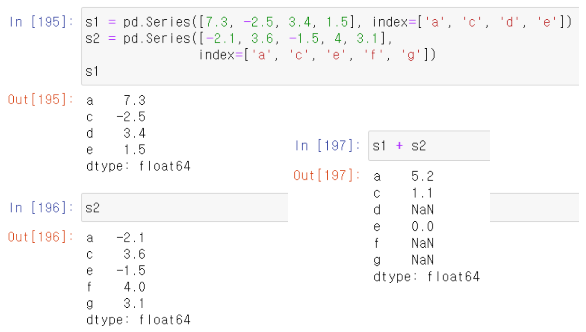 In [195]: s1 = pd.Series([7.3, -2.5, 3.4, 1.5], index=['a', 'c', 'd', 'e'])
s2 = pd.Series([-2.1, 3.6, -1.5, 4, 3.1],
index=['a', 'c', 'e', 'f', 'g'])
s1
Out[195]: a 7.3
c -2.5
d 3.4
e 1.5
dtype: float64
In [196]: s2
Out[196]: a -2.1
c 3.6
e -1.5
f 4.0
g 3.1
dtype: float64
In [197]: s1 + s2
Out[197]: a 5.2
c 1.1
d NaN
e 0.0
f NaN
g NaN
dtype: float64